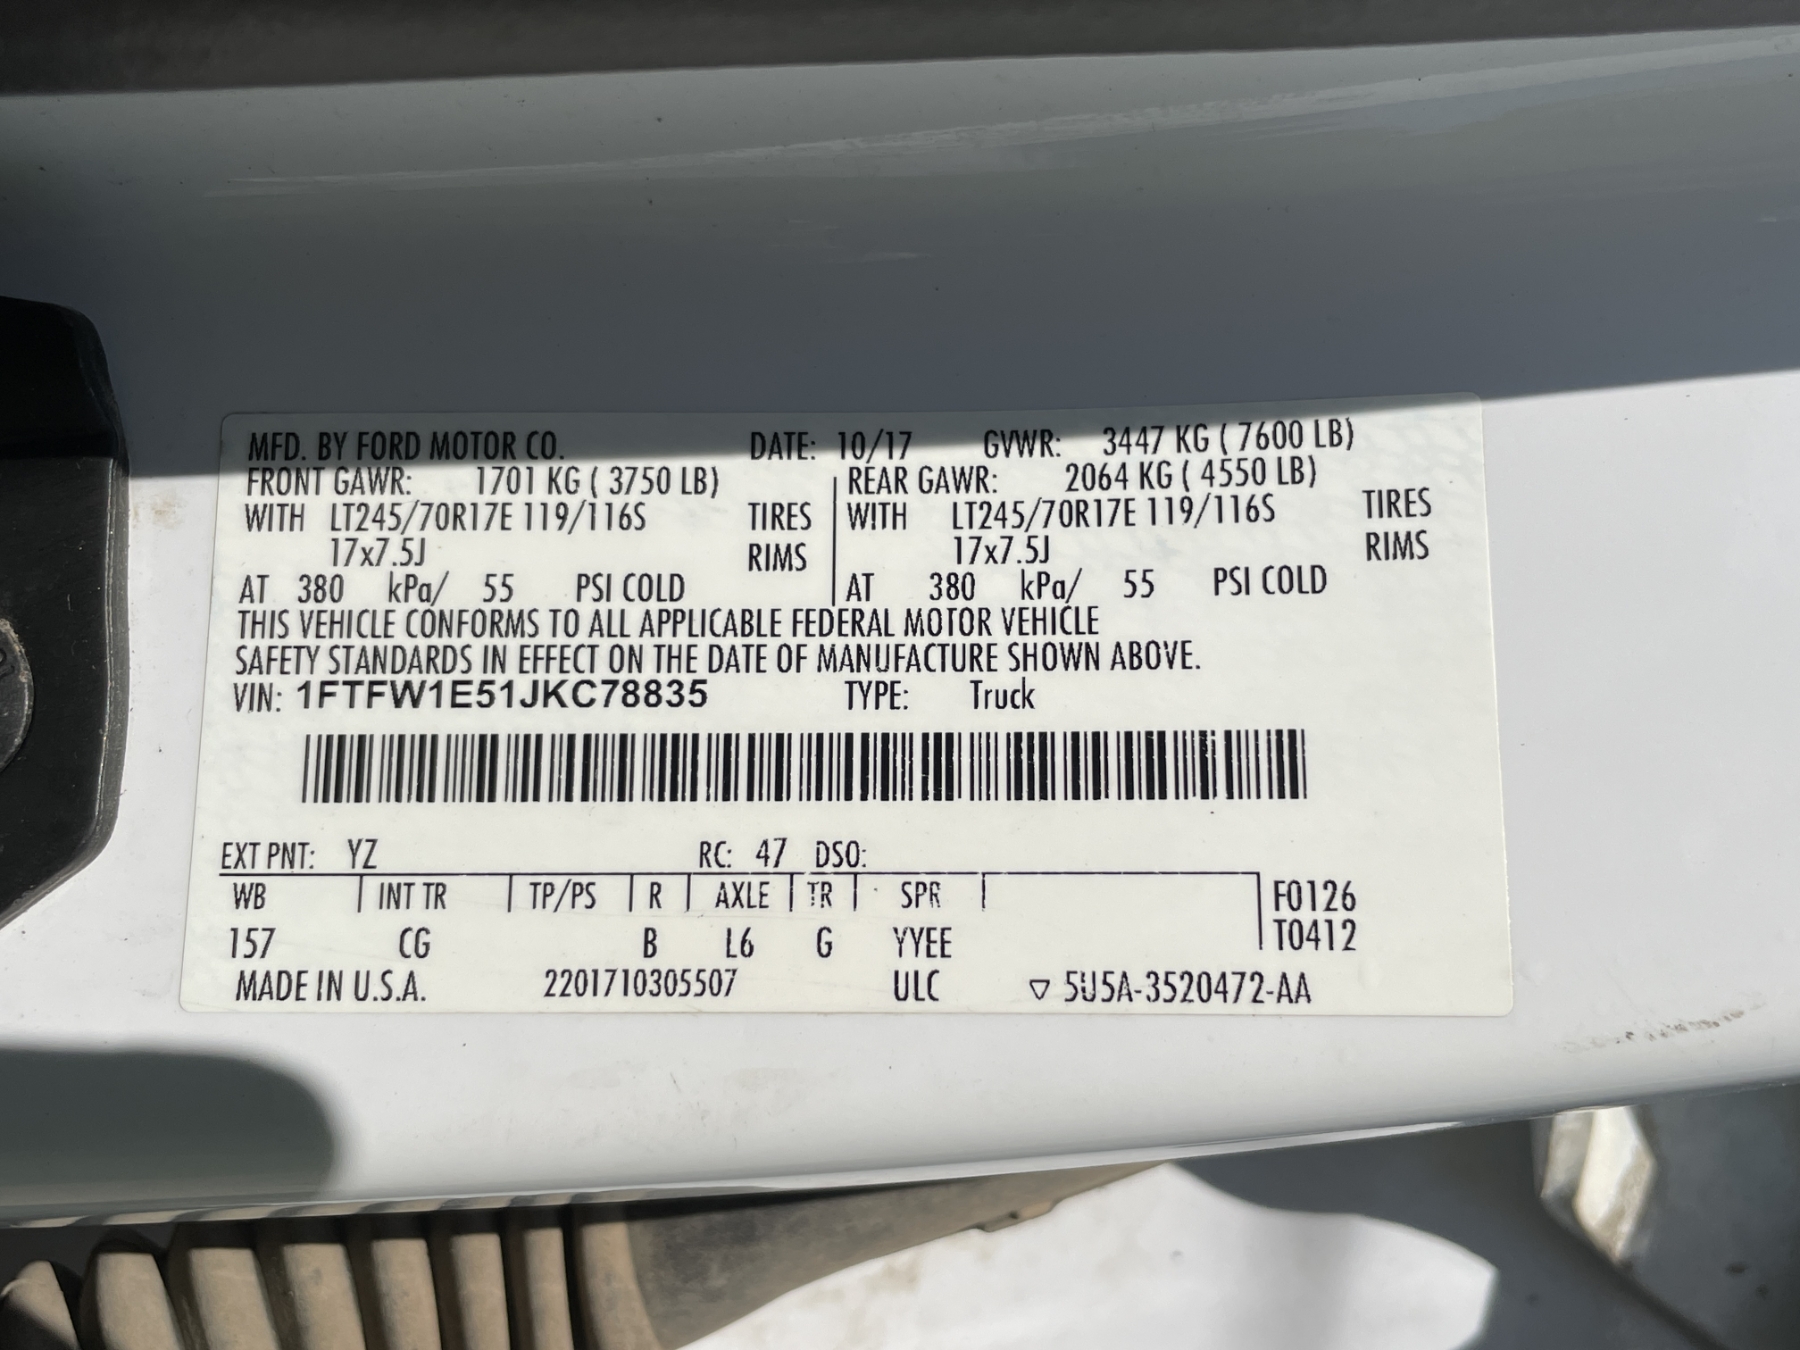 MFD. BY FORD MOTOR CO. DATE: 10/17 GVWR: 3447 KG ( 7600 LB)
FRONT GAWR: 1701 KG ( 3750 LB) REAR GAWR: 2064 KG ( 4550 LB)
WITH LT245/70R17E 119/116S TIRES WITH LT245/70R17E 119/116S TIRES
17x7.5J RIMS 17x7.5J RIMS
AT 380 kPa/ 55 PSI COLD AT 380 kPa/ 55 PSI COLD
THIS VEHICLE CONFORMS TO ALL APPLICABLE FEDERAL MOTOR VEHICLE
SAFETY STANDARDS IN EFFECT ON THE DATE OF MANUFACTURE SHOWN ABOVE.
VIN: 1FTFW1E51JKC78835 TYPE: Truck
EXT PNT: YZ RC: 47 DSO:
WB INT TR TP/PS R AXLE TR SPR F0126
157 CG B L6 G YYEE T0412
MADE IN U.S.A. 2201710305507 ULC ▽ 5U5A-3520472-AA